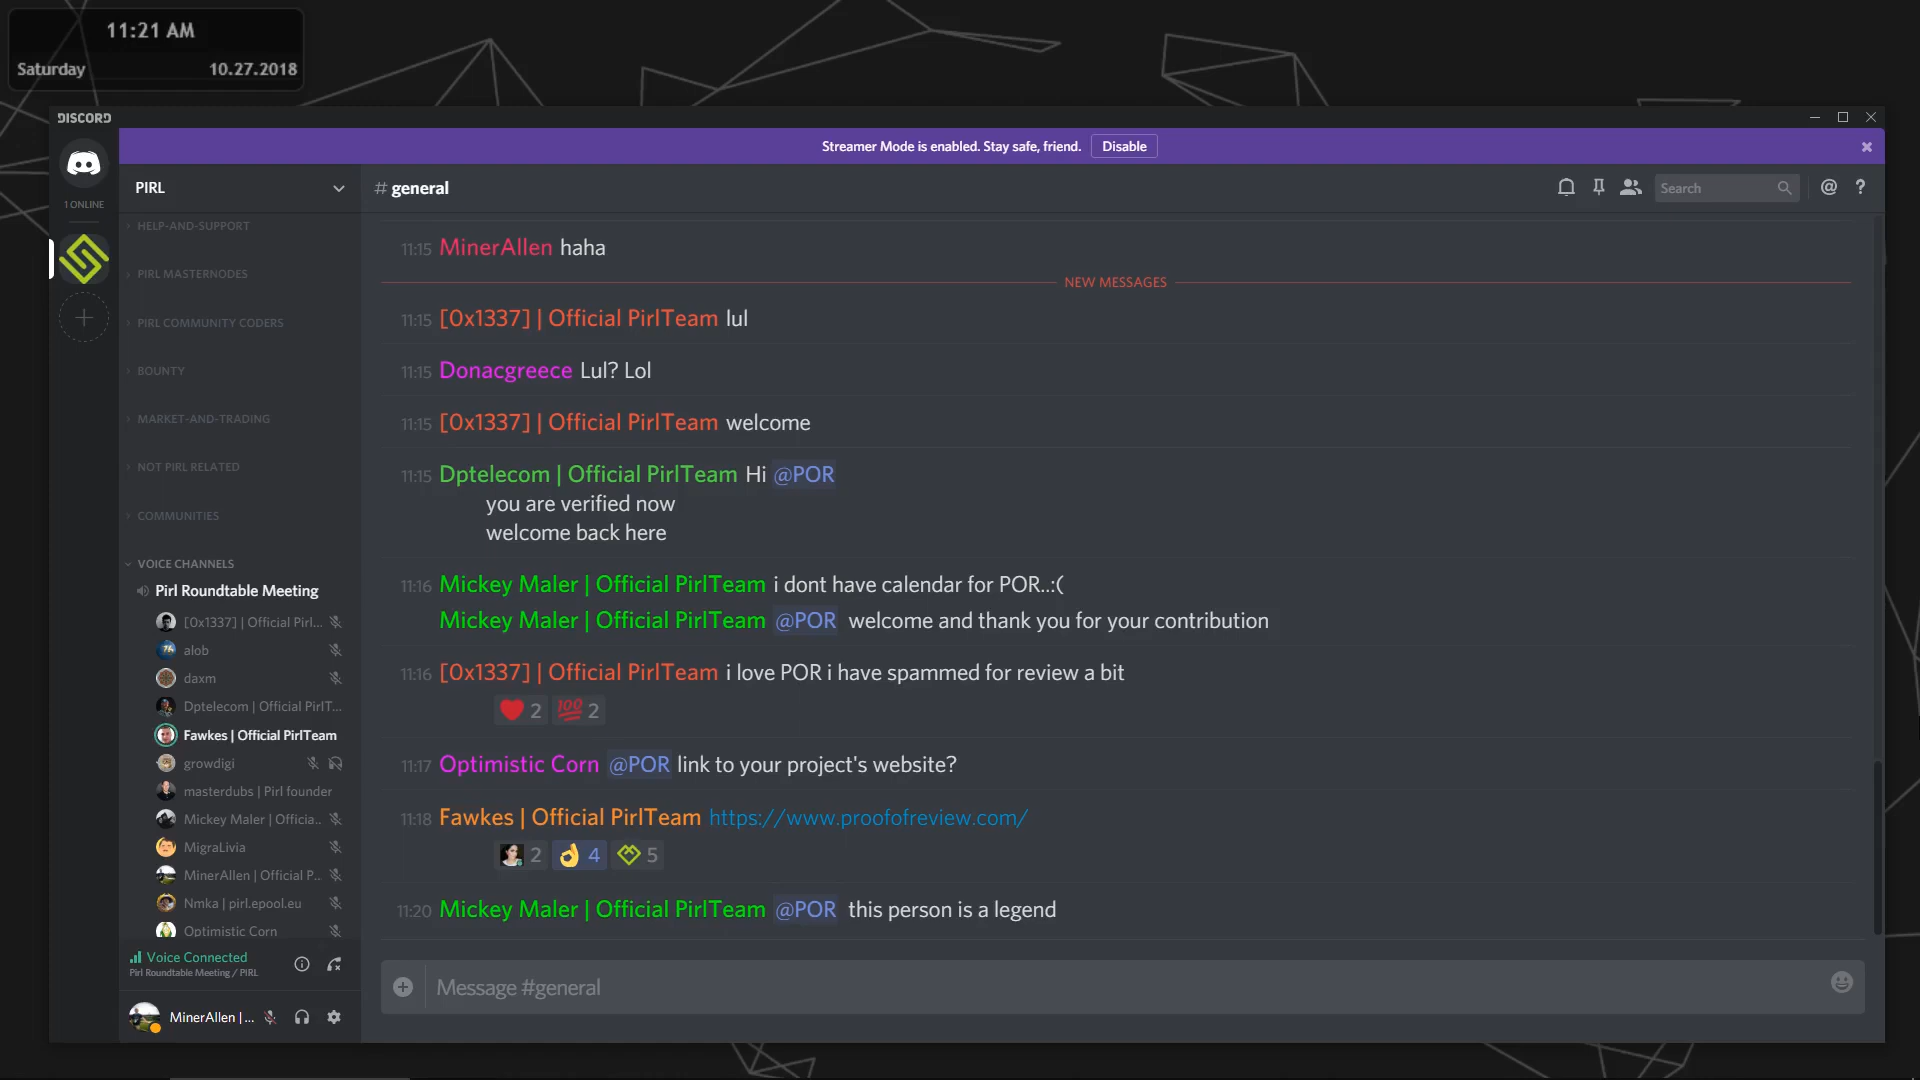 11:21 AM
Saturday 10.27.2018
DISCORD
Streamer Mode is enabled. Stay safe, friend. Disable
1 ONLINE
PIRL
# general
Search
HELP-AND-SUPPORT
PIRL MASTERNODES
PIRL COMMUNITY CODERS
BOUNTY
MARKET-AND-TRADING
NOT PIRL RELATED
COMMUNITIES
VOICE CHANNELS
Pirl Roundtable Meeting
[0x1337] | Official Pirl...
alob
daxm
Dptelecom | Official PirlT...
Fawkes | Official PirlTeam
growdigi
masterdubs | Pirl founder
Mickey Maler | Officia...
MigraLivia
MinerAllen | Official P...
Nmka | pirl.epool.eu
Optimistic Corn
Voice Connected
Pirl Roundtable Meeting / PIRL
MinerAllen |...
11:15 MinerAllen haha
NEW MESSAGES
11:15 [0x1337] | Official PirlTeam lul
11:15 Donacgreece Lul? Lol
11:15 [0x1337] | Official PirlTeam welcome
11:15 Dptelecom | Official PirlTeam Hi @POR
you are verified now
welcome back here
11:16 Mickey Maler | Official PirlTeam i dont have calendar for POR..:(
Mickey Maler | Official PirlTeam @POR welcome and thank you for your contribution
11:16 [0x1337] | Official PirlTeam i love POR i have spammed for review a bit
2 100 2
11:17 Optimistic Corn @POR link to your project's website?
11:18 Fawkes | Official PirlTeam https://www.proofofreview.com/
2 4 5
11:20 Mickey Maler | Official PirlTeam @POR this person is a legend
Message #general